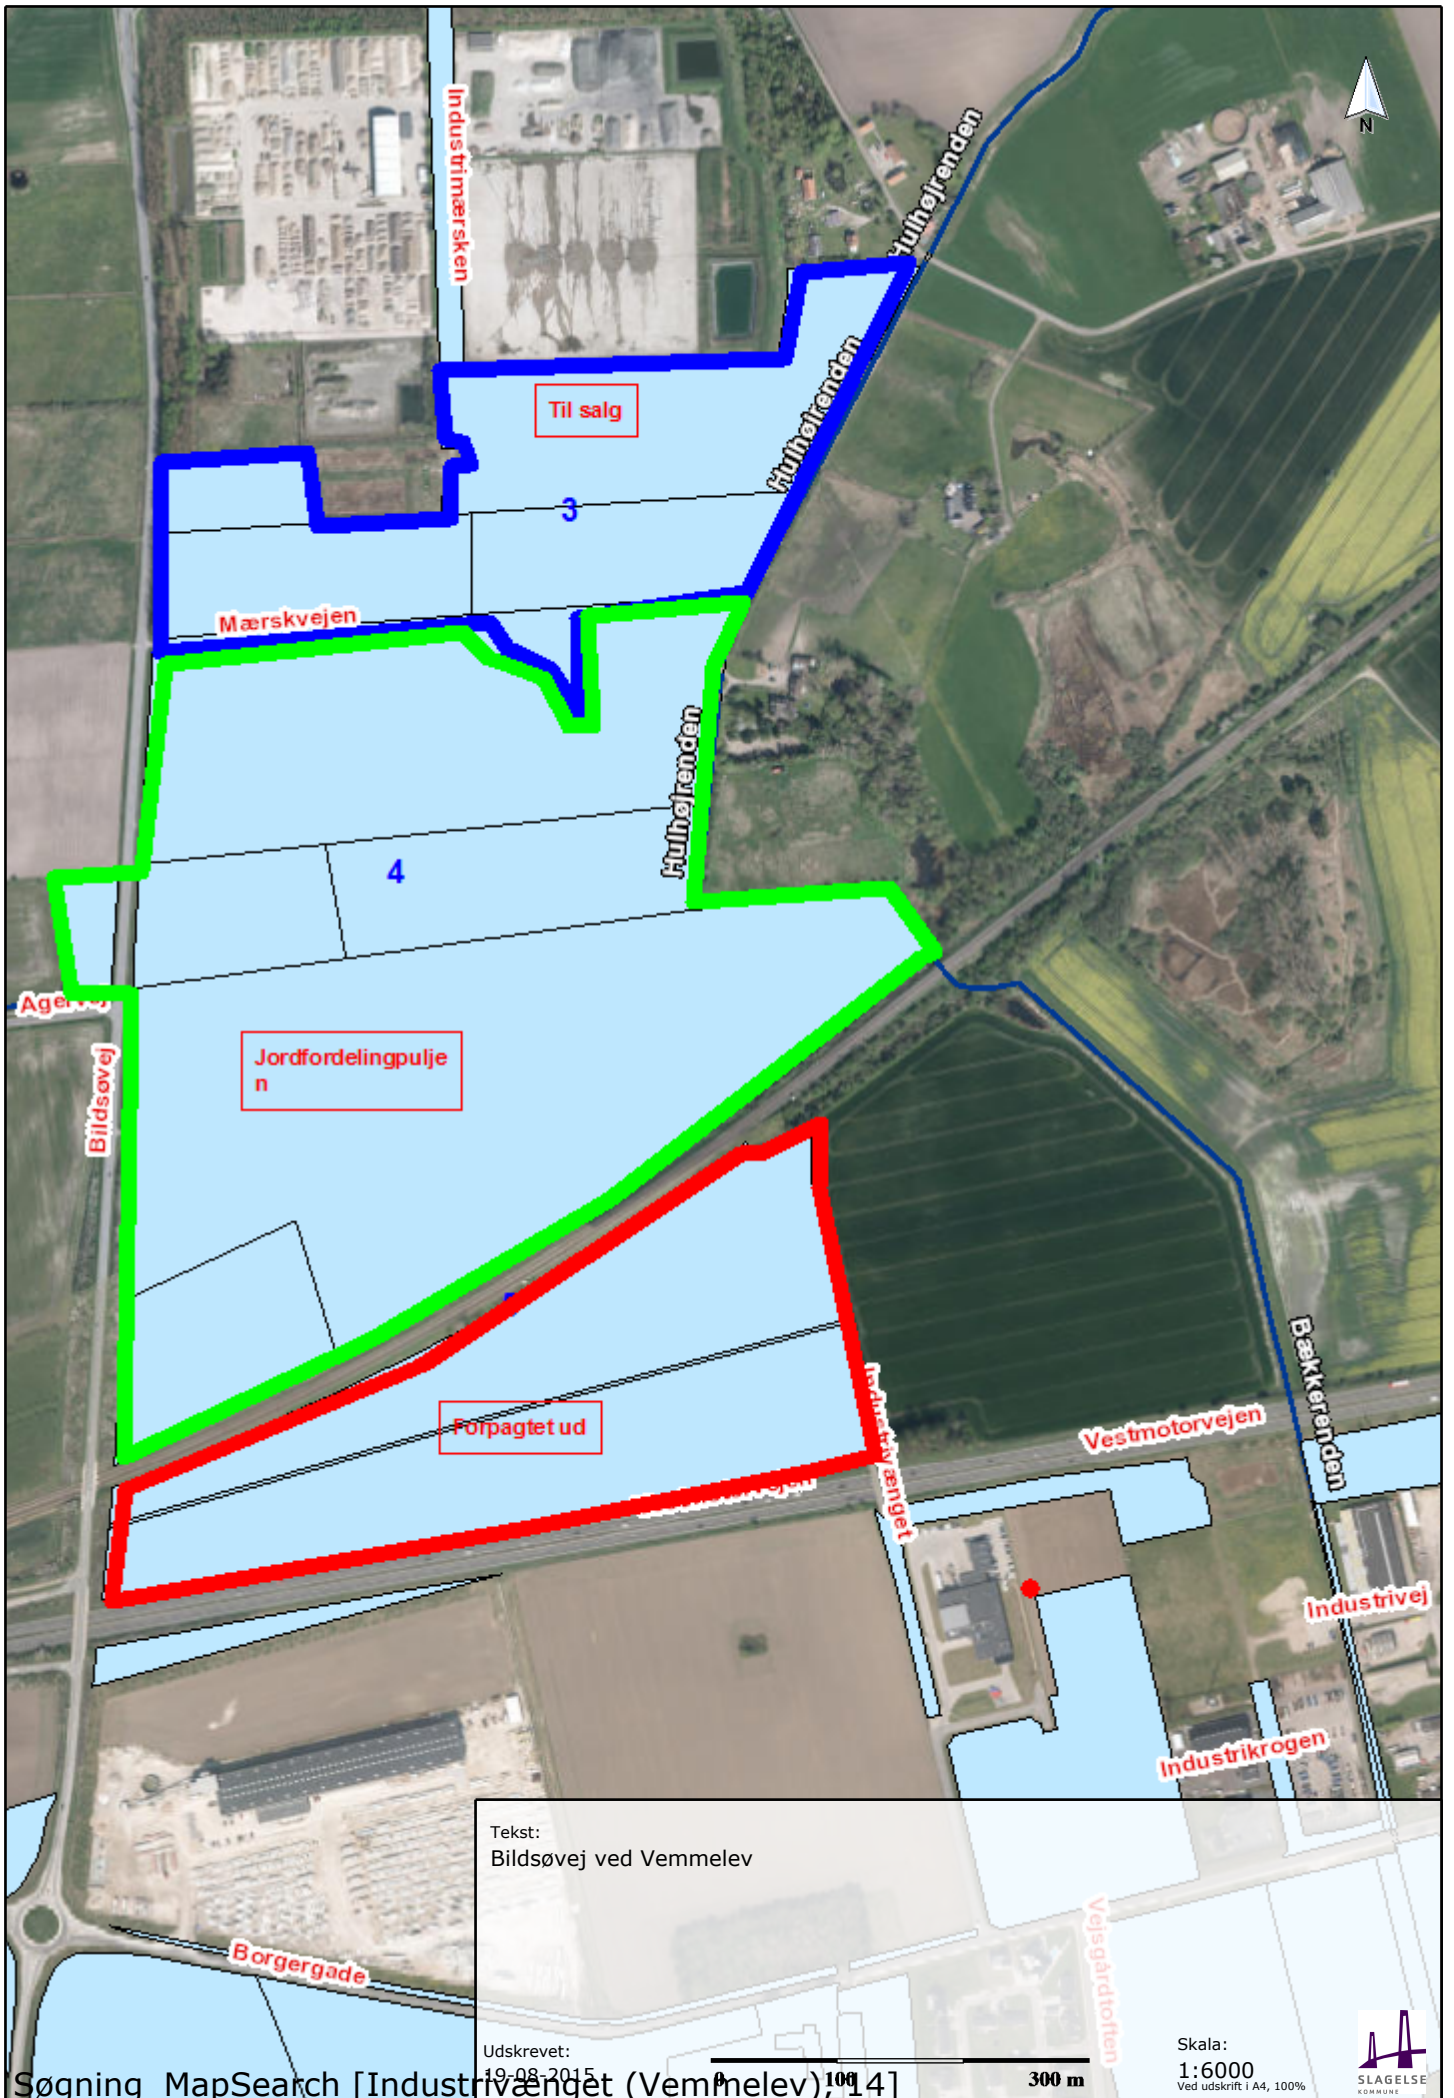 Industrimærsken
N
Hulhøjrenden
Hulhøjrenden
Til salg
3
Mærskvejen
Hulhøjrenden
4
Agervej
Bildsøvej
Jordfordelingpulje
n
Forpagtet ud
Industrivænget
Vestmotorvejen
Bækkerenden
Industrivej
Industrikrogen
Tekst:
Bildsøvej ved Vemmelev
Borgergade
Vejsgårdtoften
Udskrevet:
19-08-2015
0 100 300 m
Skala:
1:6000
Ved udskrift i A4, 100%
SLAGELSE
KOMMUNE
Søgning MapSearch [Industrivænget (Vemmelev), 14]